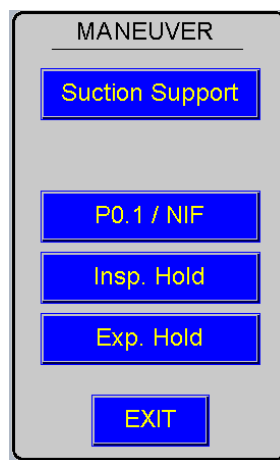 MANEUVER
Suction Support
P0.1 / NIF
Insp. Hold
Exp. Hold
EXIT